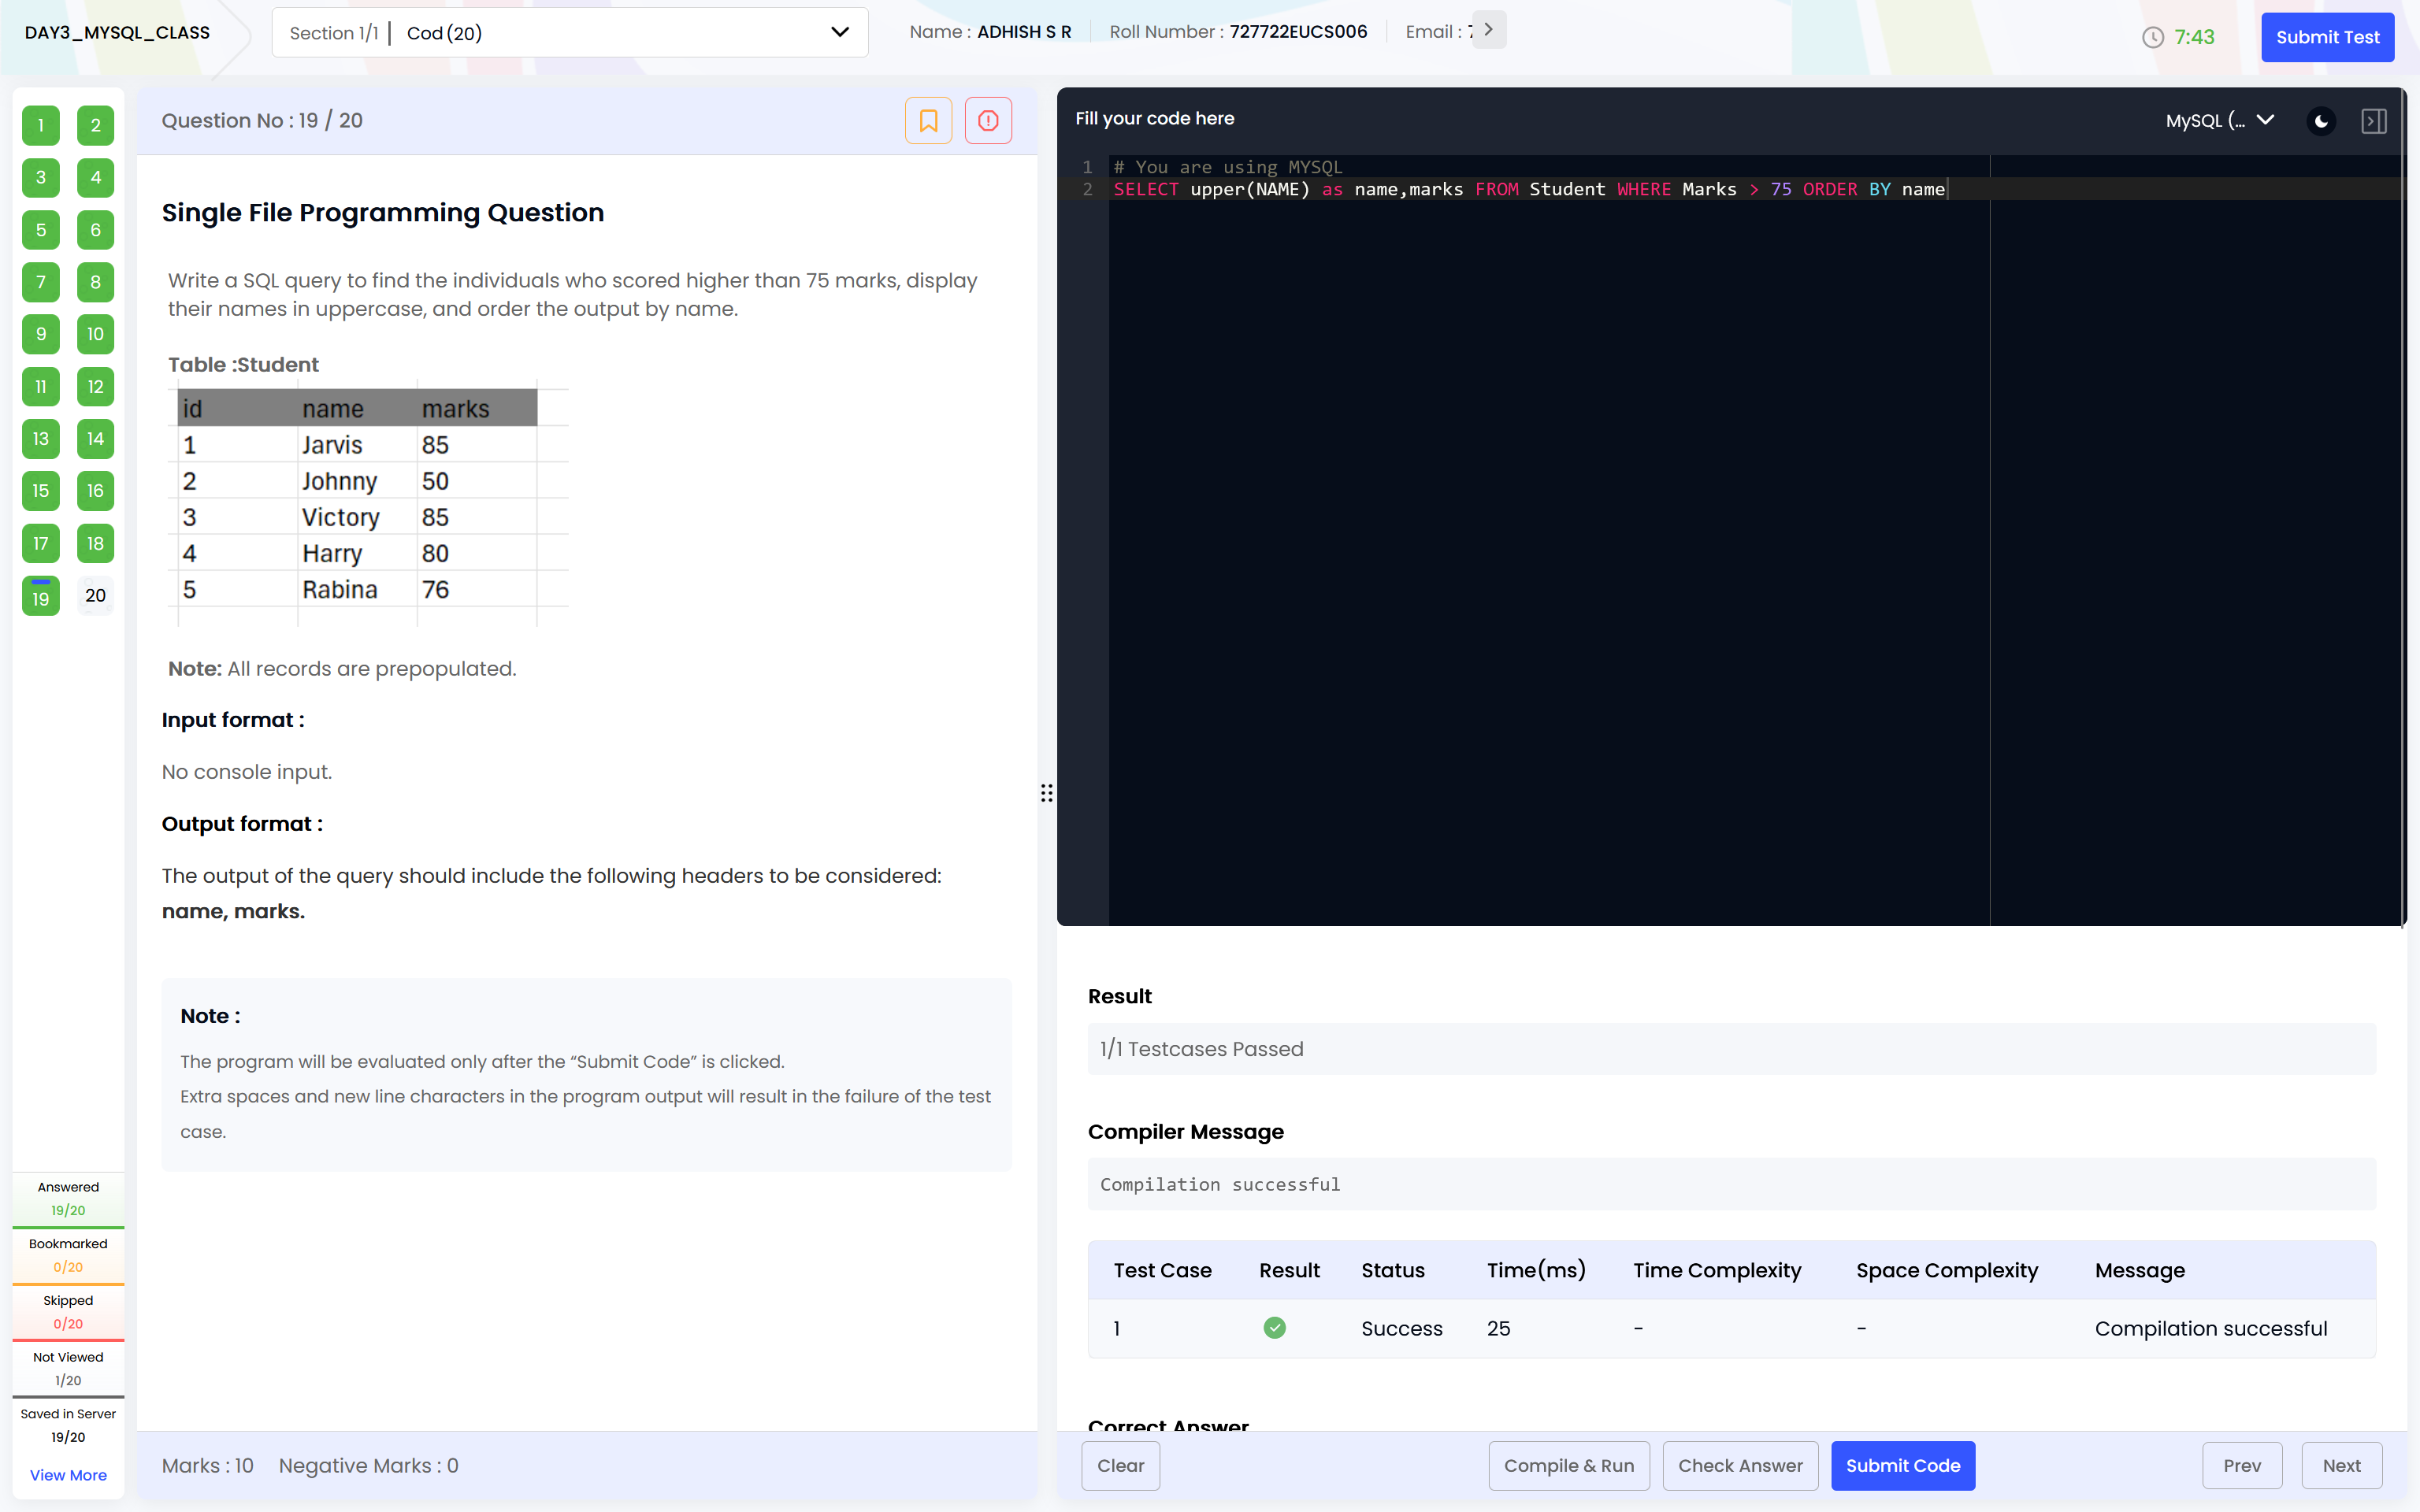 DAY3_MYSQL_CLASS
Section 1/1 | Cod (20)
Name : ADHISH S R
Roll Number : 727722EUCS006
Email :
7:43
Submit Test
1 2
3 4
5 6
7 8
9 10
11 12
13 14
15 16
17 18
19 20
Answered
19/20
Bookmarked
0/20
Skipped
0/20
Not Viewed
1/20
Saved in Server
19/20
View More
Question No : 19 / 20
Single File Programming Question
Write a SQL query to find the individuals who scored higher than 75 marks, display
their names in uppercase, and order the output by name.
Table :Student
id name marks
1 Jarvis 85
2 Johnny 50
3 Victory 85
4 Harry 80
5 Rabina 76
Note: All records are prepopulated.
Input format :
No console input.
Output format :
The output of the query should include the following headers to be considered:
name, marks.
Note :
The program will be evaluated only after the “Submit Code” is clicked.
Extra spaces and new line characters in the program output will result in the failure of the test
case.
Marks : 10 Negative Marks : 0
Fill your code here
MySQL (...
1 # You are using MYSQL
2 SELECT upper(NAME) as name,marks FROM Student WHERE Marks > 75 ORDER BY name
Result
1/1 Testcases Passed
Compiler Message
Compilation successful
Test Case Result Status Time(ms) Time Complexity Space Complexity Message
1 Success 25 - - Compilation successful
Correct Answer
Clear
Compile & Run
Check Answer
Submit Code
Prev
Next